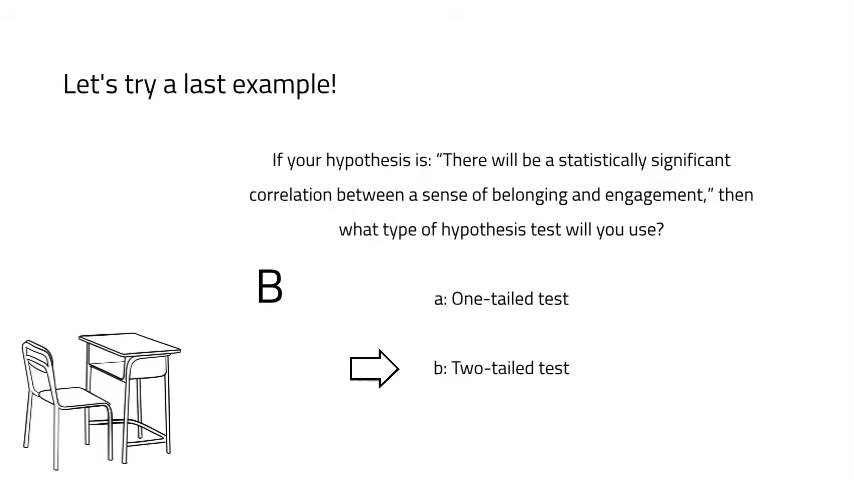 Let's try a last example!
If your hypothesis is: “There will be a statistically significant
correlation between a sense of belonging and engagement,” then
what type of hypothesis test will you use?
B
a: One-tailed test
b: Two-tailed test